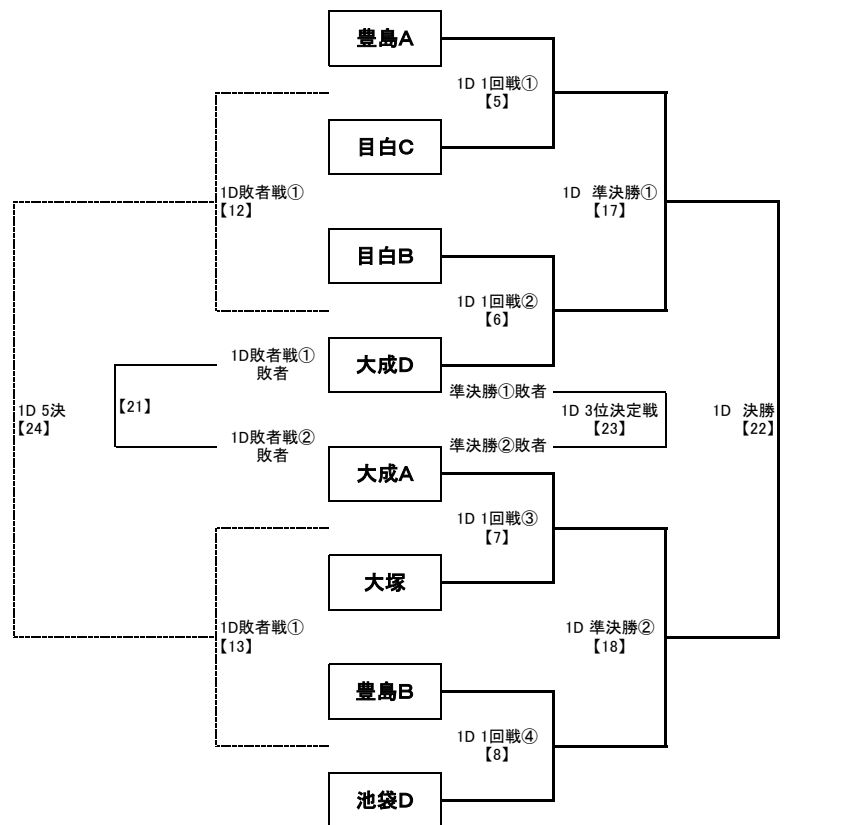 豊島A
1D 1回戦①
【5】
目白C
1D敗者戦①
【12】
1D 準決勝①
【17】
目白B
1D 1回戦②
【6】
大成D
1D敗者戦①
敗者
準決勝①敗者
1D 5決
【24】
【21】
1D 3位決定戦
【23】
1D 決勝
【22】
1D敗者戦②
敗者
準決勝②敗者
大成A
1D 1回戦③
【7】
大塚
1D敗者戦①
【13】
1D 準決勝②
【18】
豊島B
1D 1回戦④
【8】
池袋D